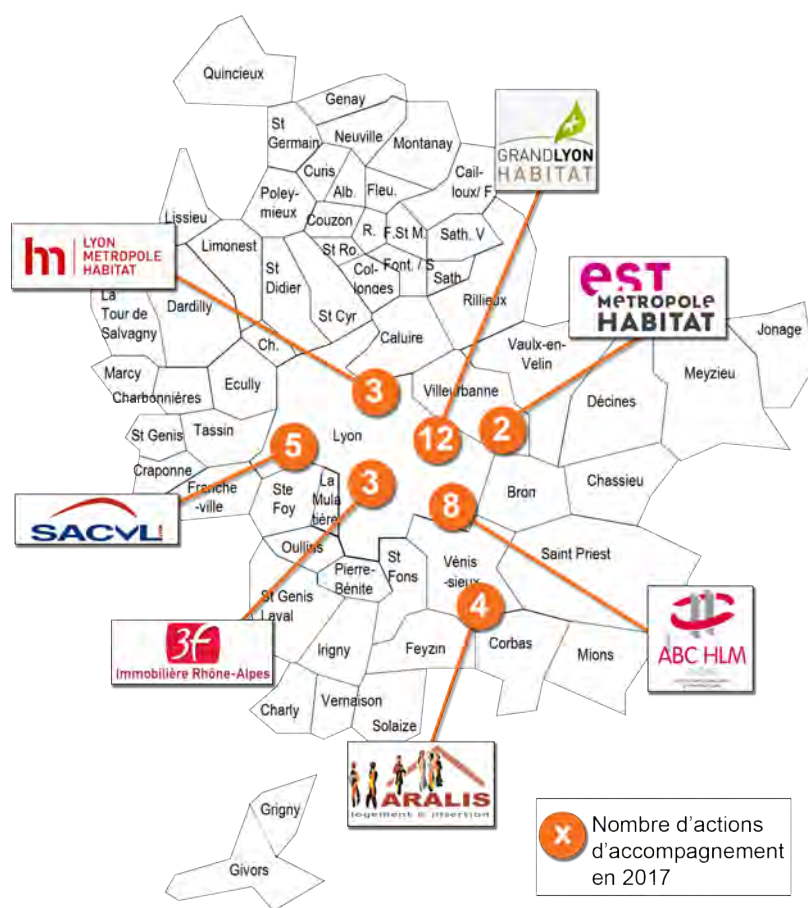 Quincieux
Genay
St
Germain
Neuville
Montanay
GRANDLYON
HABITAT
Curis
Alb.
Fleu.
Cail-
loux/ F.
Poley-
mieux
Lissieu
Couzon
R.
F.St M.
Sath. V
LYON
METROPOLE
HABITAT
Limonest
St
Didier
St Ro.
Col-
longes
Font. / S
Sath.
Rillieux
est
METROPOLE
HABITAT
La
Tour de
Salvagny
Dardilly
St Cyr
Caluire
Vaulx-en-
Velin
Jonage
Ch.
Meyzieu
Marcy
Charbonnières
Ecully
3
Villeurbanne
Décines
St Genis
Tassin
5
Lyon
12
2
Craponne
Franche
-ville
Ste
Foy
La
Mula
tière
3
8
Bron
Chassieu
SACVL
Oullins
Pierre-
Bénite
St
Fons
Vénis
-sieux
Saint Priest
St Genis
Laval
4
3F
Immobilière Rhône-Alpes
Irigny
Feyzin
Corbas
Mions
ABC HLM
Charly
Vernaison
Solaize
ARALIS
logement & insertion
Grigny
Givors
x
Nombre d'actions
d'accompagnement
en 2017